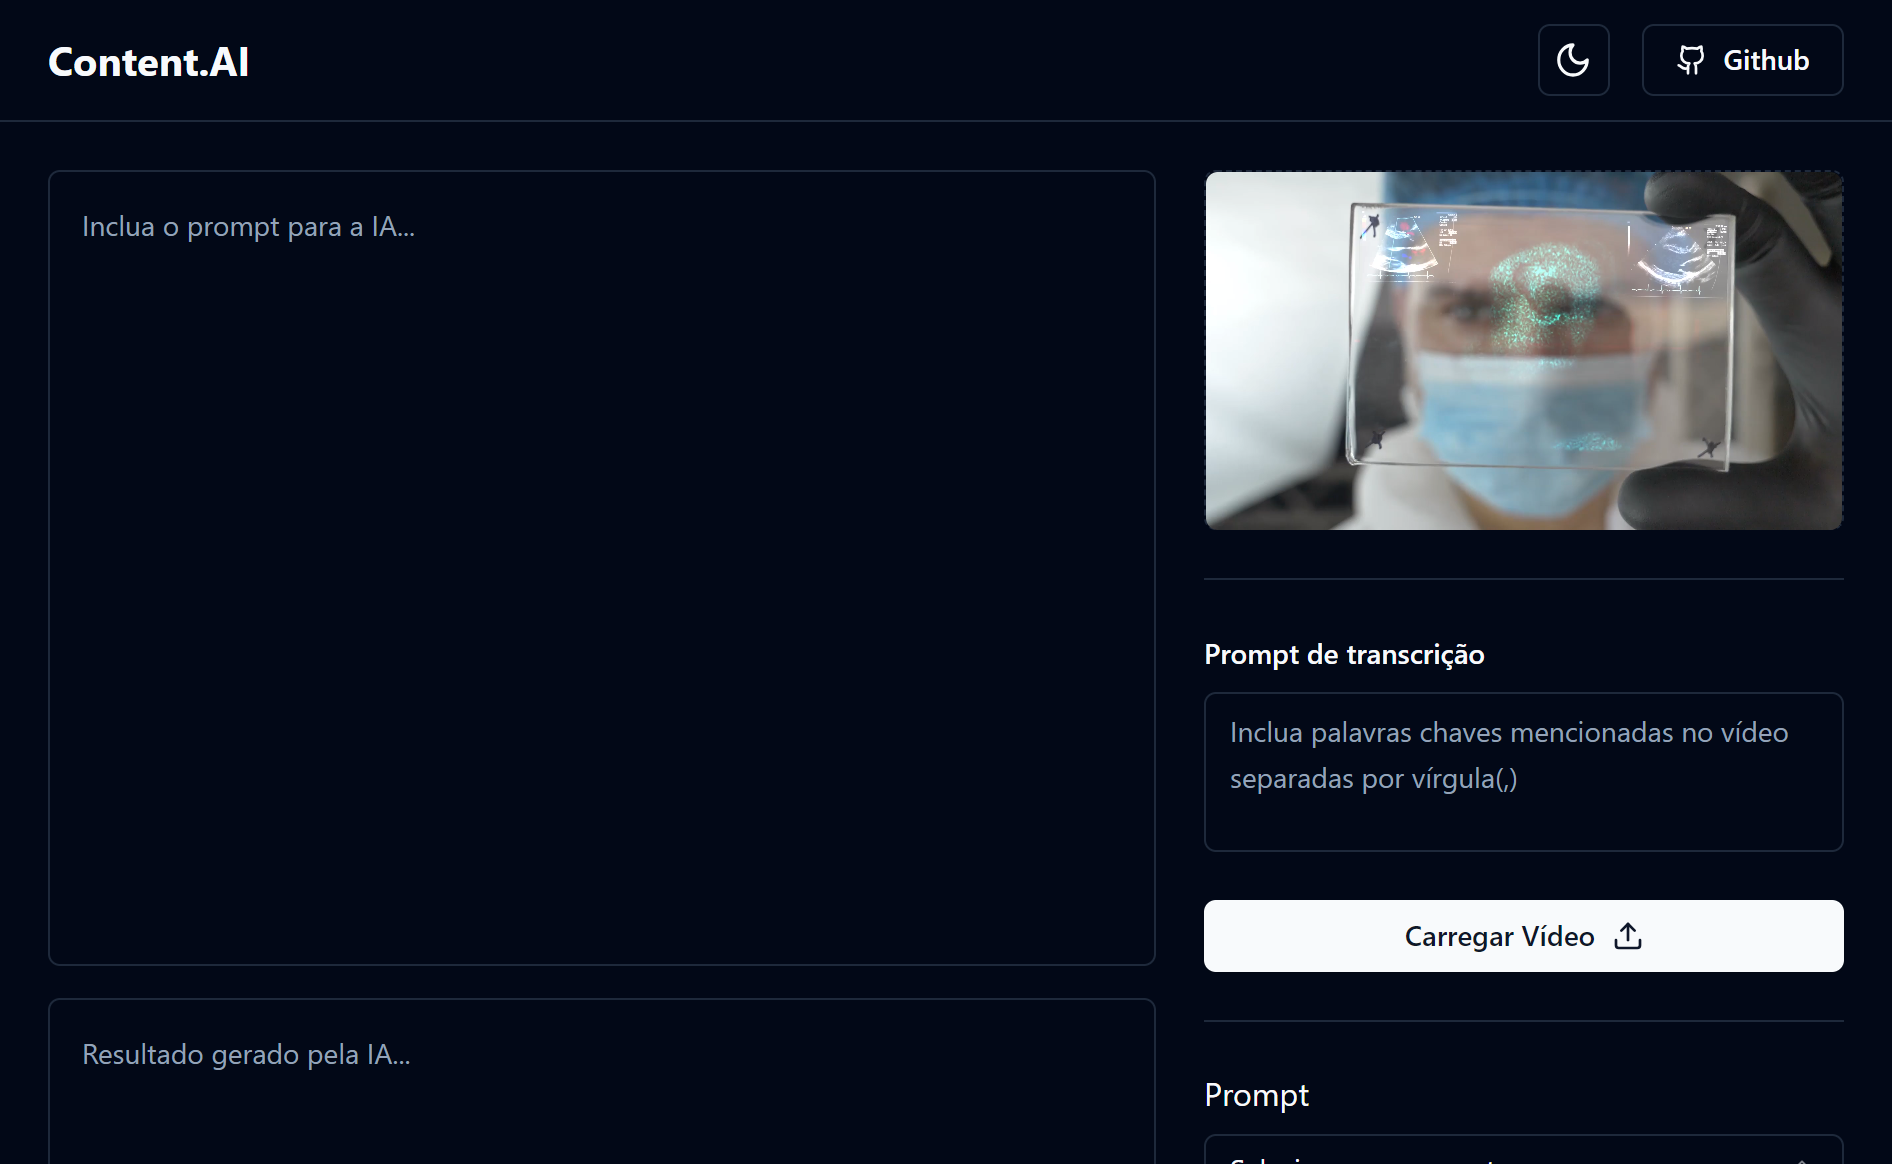 Content.AI
Github
Inclua o prompt para a IA...
Prompt de transcrição
Inclua palavras chaves mencionadas no vídeo
separadas por vírgula(,)
Carregar Vídeo
Resultado gerado pela IA...
Prompt